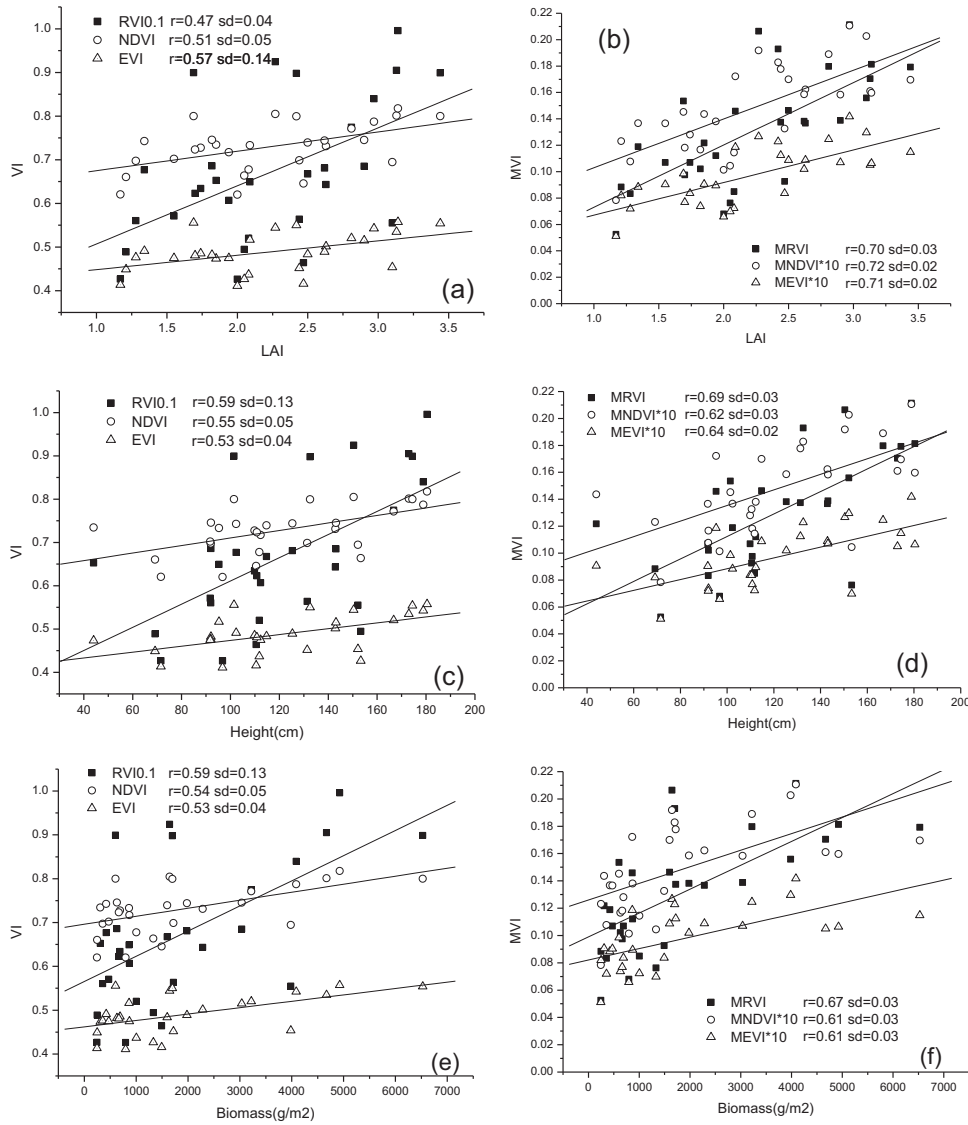 RVI0.1 r=0.47 sd=0.04
NDVI r=0.51 sd=0.05
EVI r=0.57 sd=0.14
1.0
0.9
0.8
0.7
0.6
0.5
0.4
VI
(a)
1.0 1.5 2.0 2.5 3.0 3.5
LAI
(b)
0.22
0.20
0.18
0.16
0.14
0.12
0.10
0.08
0.06
0.04
0.02
0.00
MVI
MRVI r=0.70 sd=0.03
MNDVI*10 r=0.72 sd=0.02
MEVI*10 r=0.71 sd=0.02
1.0 1.5 2.0 2.5 3.0 3.5
LAI
RVI0.1 r=0.59 sd=0.13
NDVI r=0.55 sd=0.05
EVI r=0.53 sd=0.04
1.0
0.9
0.8
0.7
0.6
0.5
0.4
VI
(c)
40 60 80 100 120 140 160 180 200
Height(cm)
MRVI r=0.69 sd=0.03
MNDVI*10 r=0.62 sd=0.03
MEVI*10 r=0.64 sd=0.02
0.22
0.20
0.18
0.16
0.14
0.12
0.10
0.08
0.06
0.04
0.02
0.00
MVI
(d)
40 60 80 100 120 140 160 180 200
Height(cm)
RVI0.1 r=0.59 sd=0.13
NDVI r=0.54 sd=0.05
EVI r=0.53 sd=0.04
1.0
0.9
0.8
0.7
0.6
0.5
0.4
VI
(e)
0 1000 2000 3000 4000 5000 6000 7000
Biomass(g/m2)
0.22
0.20
0.18
0.16
0.14
0.12
0.10
0.08
0.06
0.04
0.02
0.00
MVI
MRVI r=0.67 sd=0.03
MNDVI*10 r=0.61 sd=0.03
MEVI*10 r=0.61 sd=0.03
(f)
0 1000 2000 3000 4000 5000 6000 7000
Biomass(g/m2)